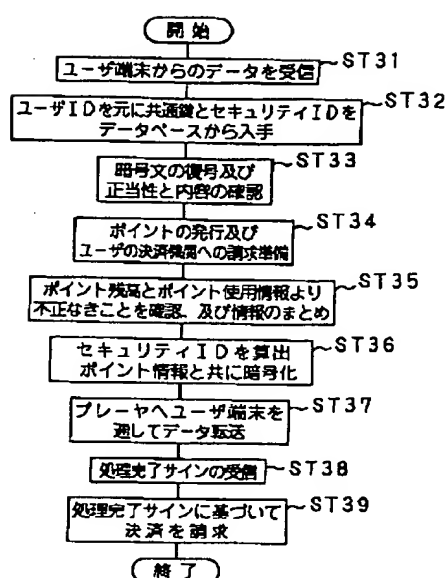 開始
ユーザ端末からのデータを受信
ST31
ユーザIDを元に共通鍵とセキュリティIDを
データベースから入手
ST32
暗号文の復号及び
正当性と内容の確認
ST33
ポイントの発行及び
ユーザの決済機関への請求準備
ST34
ポイント残高とポイント使用情報より
不正なきことを確認、及び情報のまとめ
ST35
セキュリティIDを算出
ポイント情報と共に暗号化
ST36
プレーヤへユーザ端末を
通してデータ転送
ST37
処理完了サインの受信
ST38
処理完了サインに基づいて
決済を請求
ST39
終了